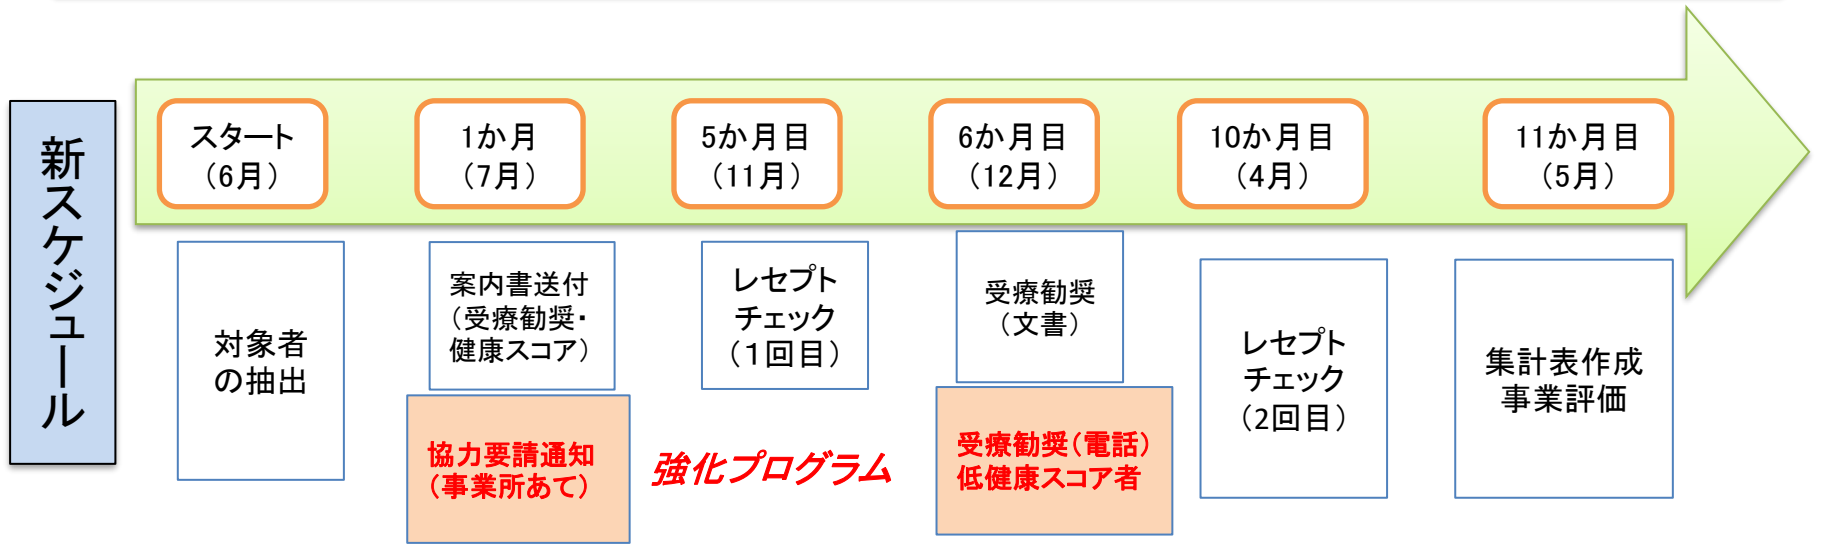 新スケジュール
スタート
（6月）
1か月
（7月）
5か月目
（11月）
6か月目
（12月）
10か月目
（4月）
11か月目
（5月）
対象者
の抽出
案内書送付
（受療勧奨・
健康スコア）
協力要請通知
（事業所あて）
レセプト
チェック
（１回目）
強化プログラム
受療勧奨
（文書）
受療勧奨（電話）
低健康スコア者
レセプト
チェック
（2回目）
集計表作成
事業評価